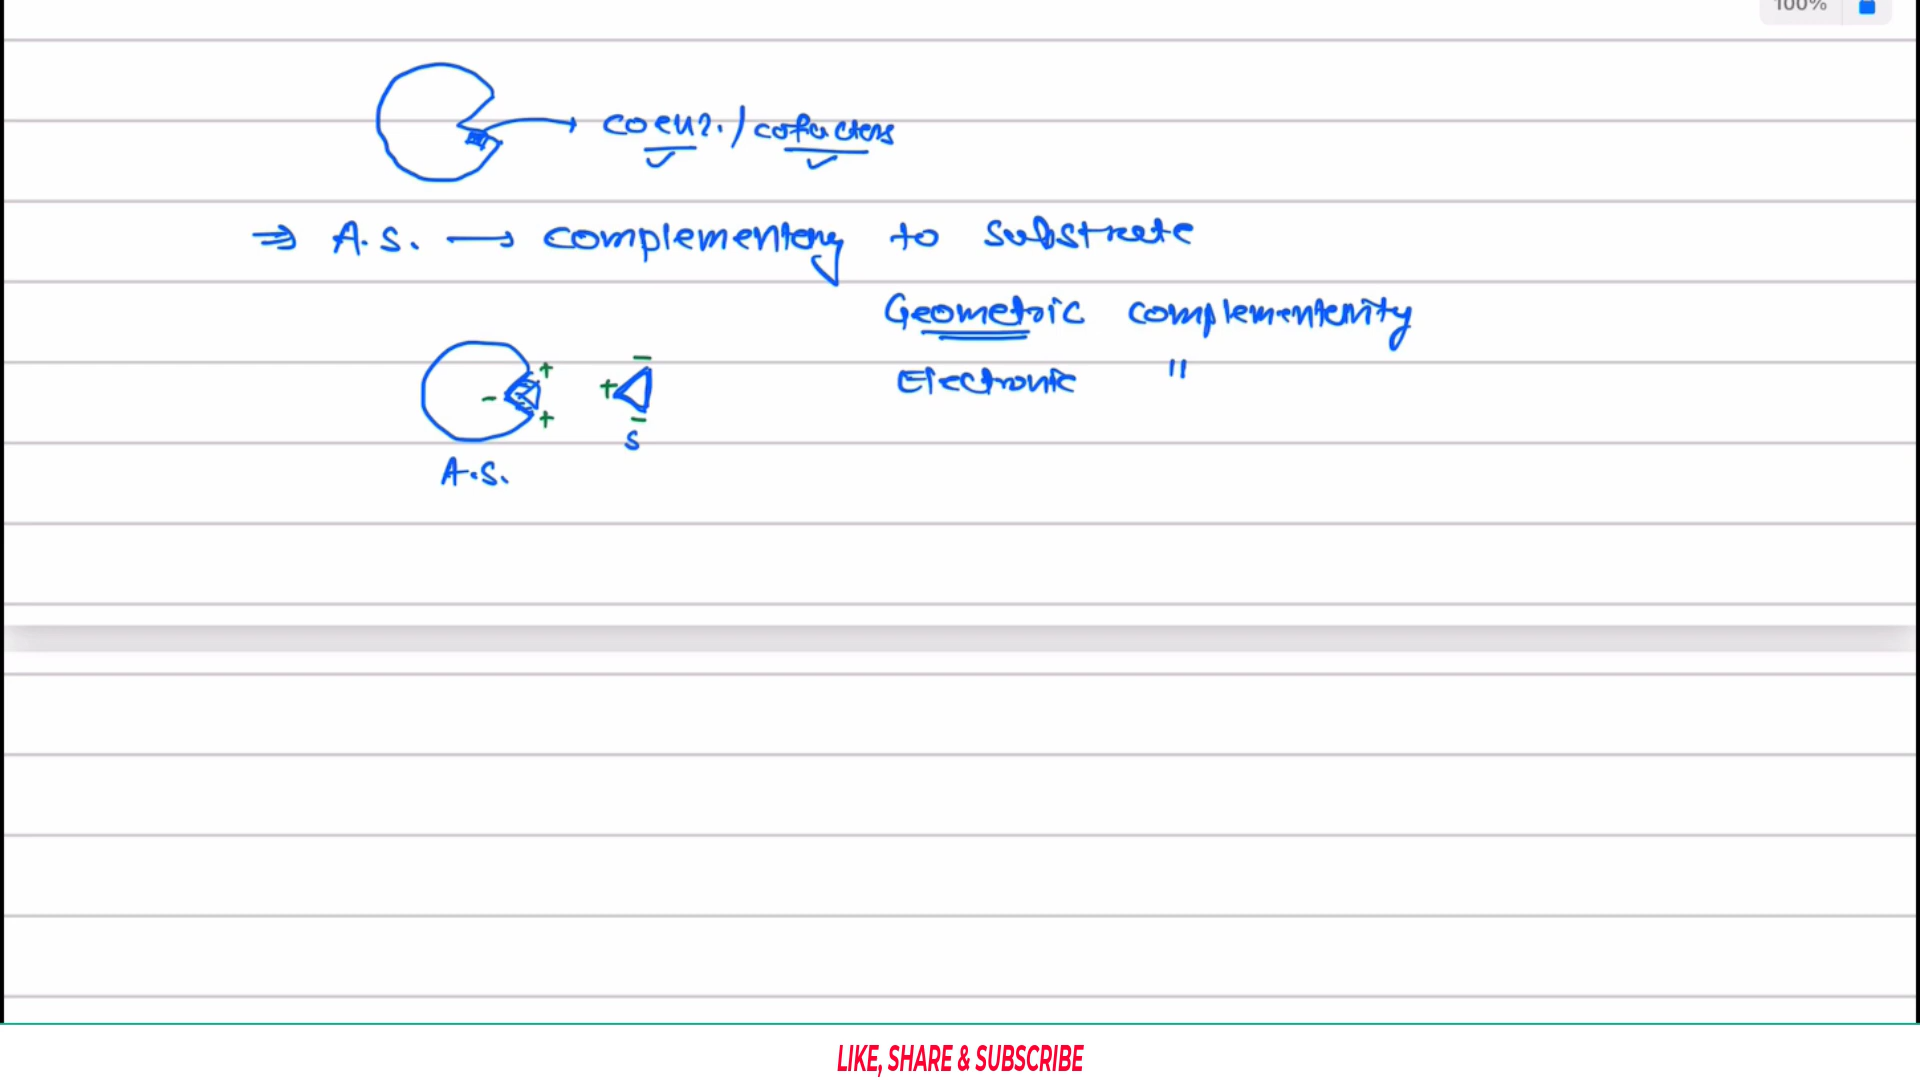 100%
coenz./cofactors
⇒ A.S. → complementary to substrate
Geometric complementarity
Electronic "
+ − − + + + −
S
A.S.
LIKE, SHARE & SUBSCRIBE